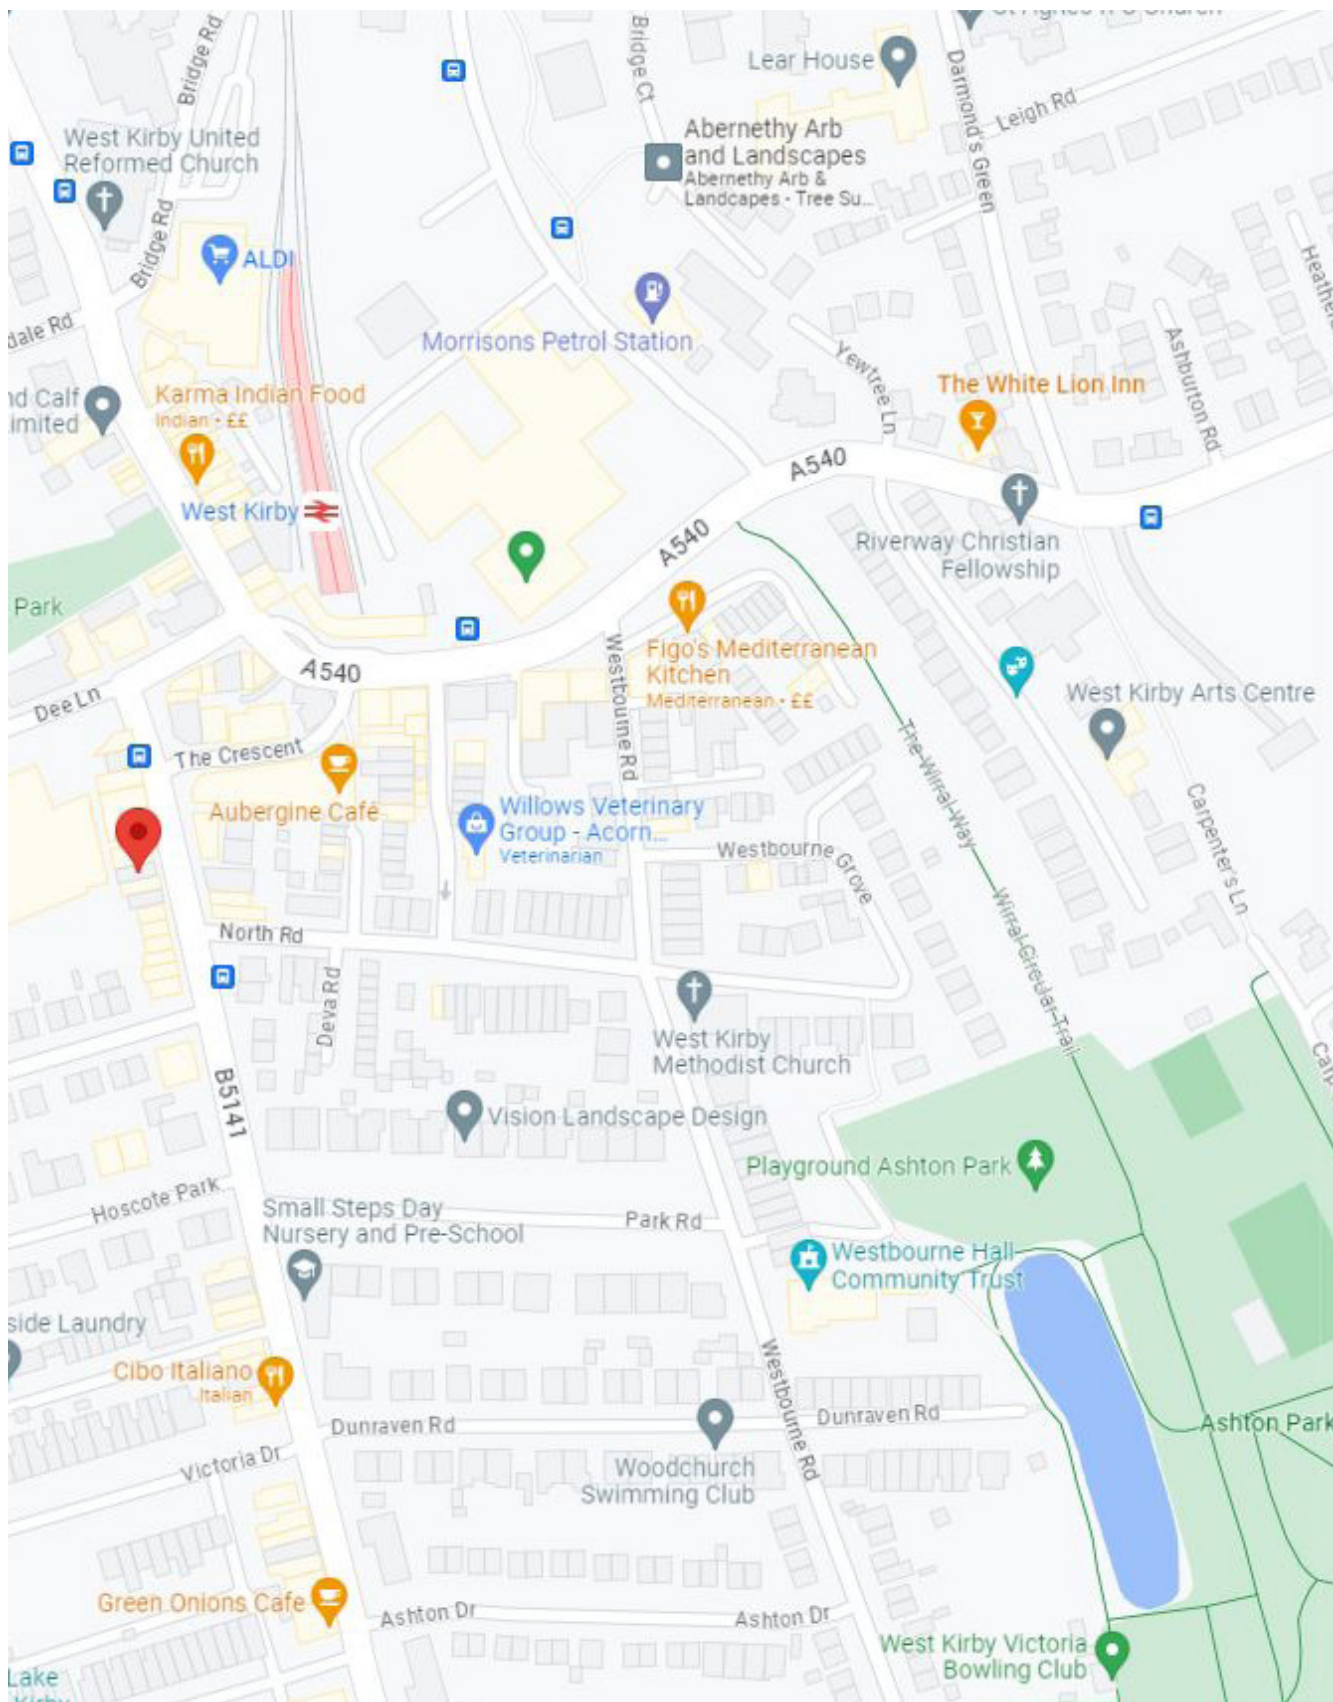 Bridge Rd
Bridge Ct
Lear House
Darmond's Green
Leigh Rd
West Kirby United
Reformed Church
Abernethy Arb
and Landscapes
Abernethy Arb &
Landcapes - Tree Su...
Bridge Rd
ALDI
Morrisons Petrol Station
dale Rd
Yewtree Ln
Ashburton Rd
The White Lion Inn
Karma Indian Food
Indian • ££
nd Calf
imited
West Kirby
A540
A540
Riverway Christian
Fellowship
Park
Figo's Mediterranean
Kitchen
Mediterranean • ££
A540
Westbourne Rd
Dee Ln
West Kirby Arts Centre
The Crescent
The Wirral Way
Aubergine Café
Willows Veterinary
Group - Acorn...
Veterinarian
Westbourne Grove
Carpenter's Ln
Wirral Circular Trail
North Rd
Deva Rd
West Kirby
Methodist Church
B5141
Vision Landscape Design
Playground Ashton Park
Hoscote Park
Small Steps Day
Nursery and Pre-School
Park Rd
Westbourne Hall
Community Trust
side Laundry
Cibo Italiano
Italian
Westbourne Rd
Dunraven Rd
Dunraven Rd
Ashton Park
Victoria Dr
Woodchurch
Swimming Club
Green Onions Cafe
Ashton Dr
Ashton Dr
West Kirby Victoria
Bowling Club
Lake